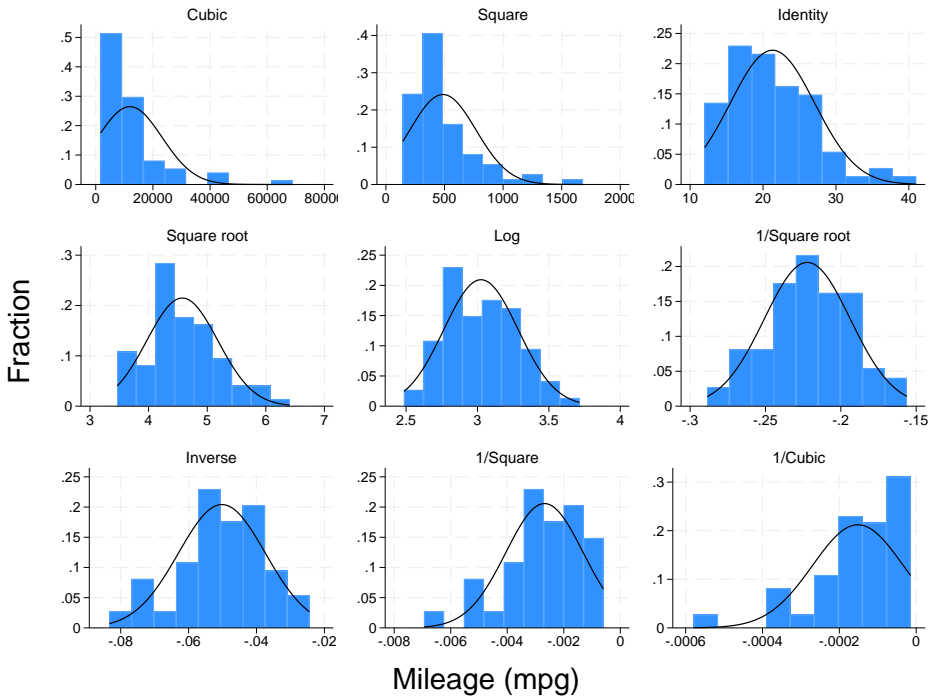 Cubic
.5
.4
.3
.2
.1
0
0 20000 40000 60000 8000
Square
.4
.3
.2
.1
0
0 500 1000 1500 2000
Identity
.25
.2
.15
.1
.05
0
10 20 30 40
Square root
.3
.2
.1
0
3 4 5 6 7
Log
.25
.2
.15
.1
.05
0
2.5 3 3.5 4
1/Square root
.2
.15
.1
.05
0
-.3 -.25 -.2 -.15
Inverse
.25
.2
.15
.1
.05
0
-.08 -.06 -.04 -.02
1/Square
.25
.2
.15
.1
.05
0
-.008 -.006 -.004 -.002 0
1/Cubic
.3
.2
.1
0
-.0006 -.0004 -.0002 0
Fraction
Mileage (mpg)